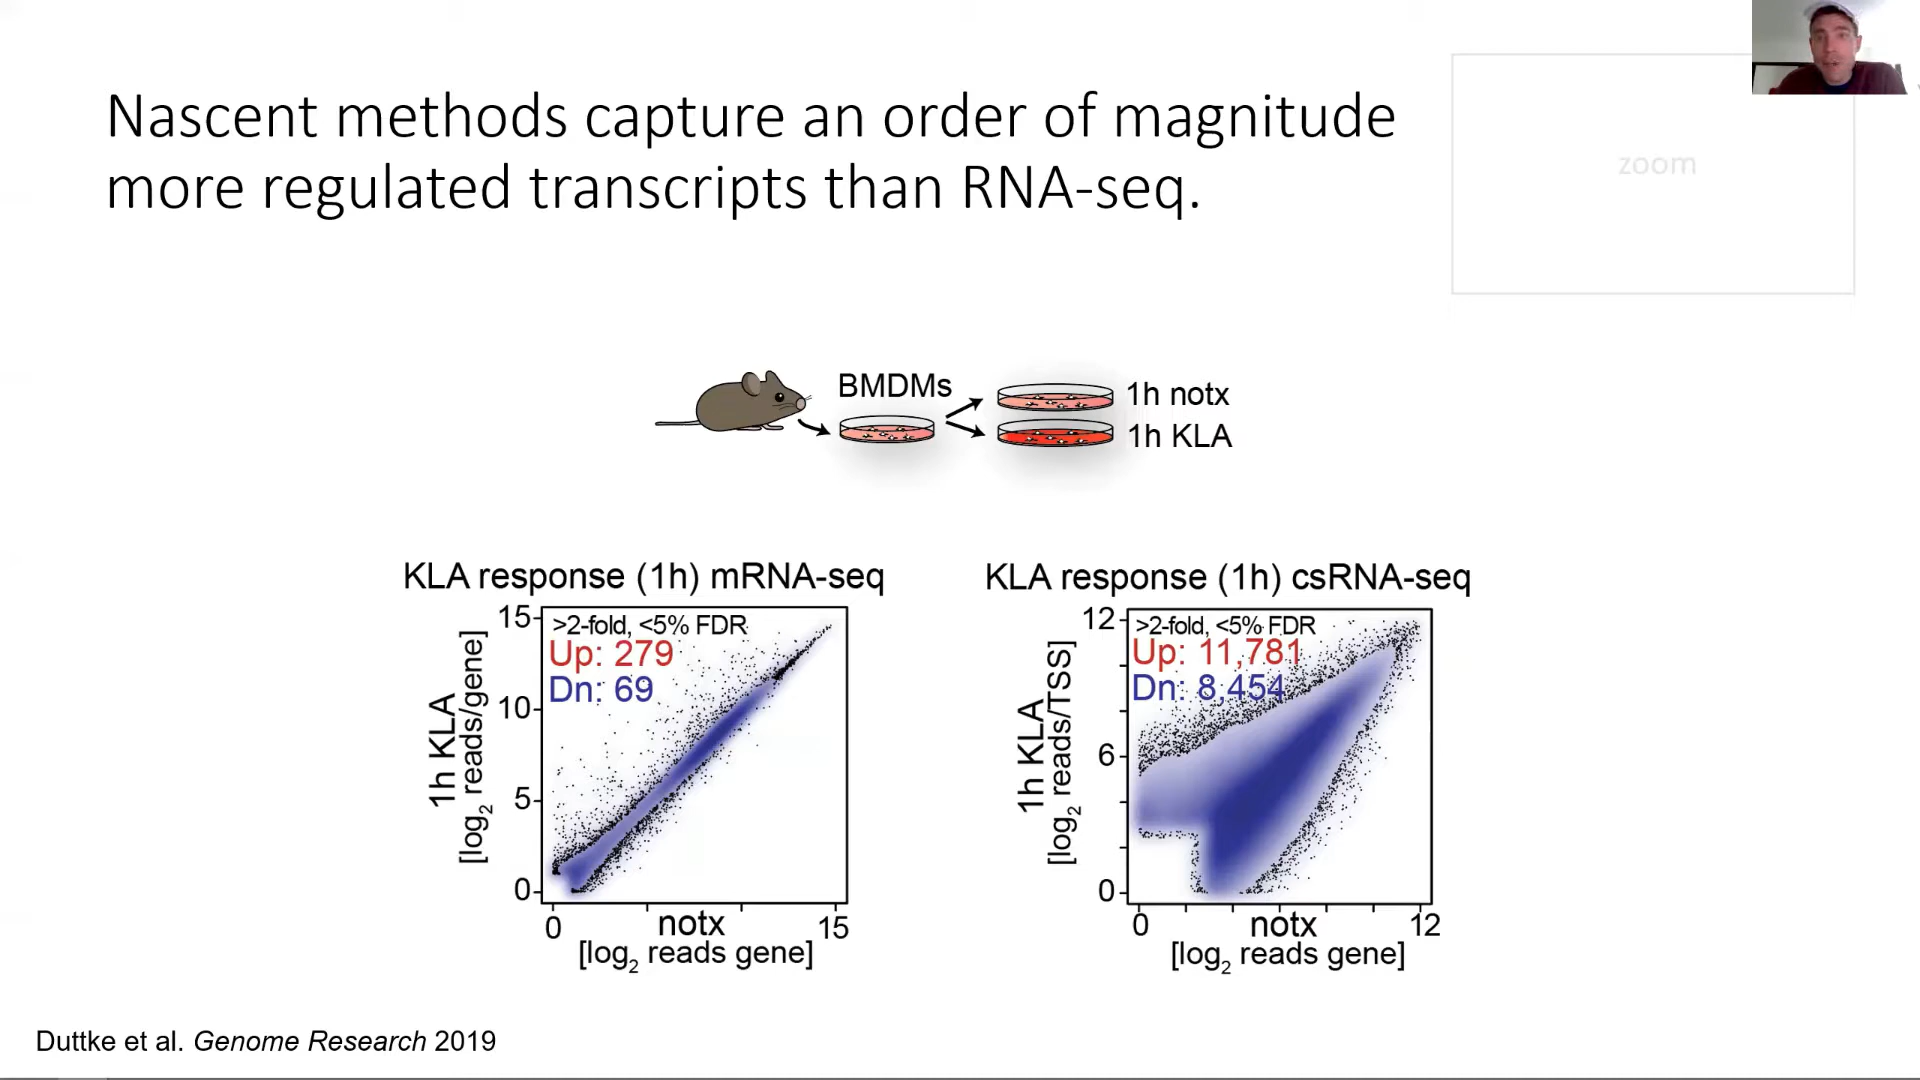 Nascent methods capture an order of magnitude
more regulated transcripts than RNA-seq.
zoom
BMDMs
1h notx
1h KLA
KLA response (1h) mRNA-seq
15
>2-fold, <5% FDR
Up: 279
Dn: 69
10
5
0
1h KLA
[log2 reads/gene]
0
notx
15
[log2 reads gene]
KLA response (1h) csRNA-seq
12
>2-fold, <5% FDR
Up: 11,781
Dn: 8,454
6
0
1h KLA
[log2 reads/TSS]
0
notx
12
[log2 reads gene]
Duttke et al. Genome Research 2019